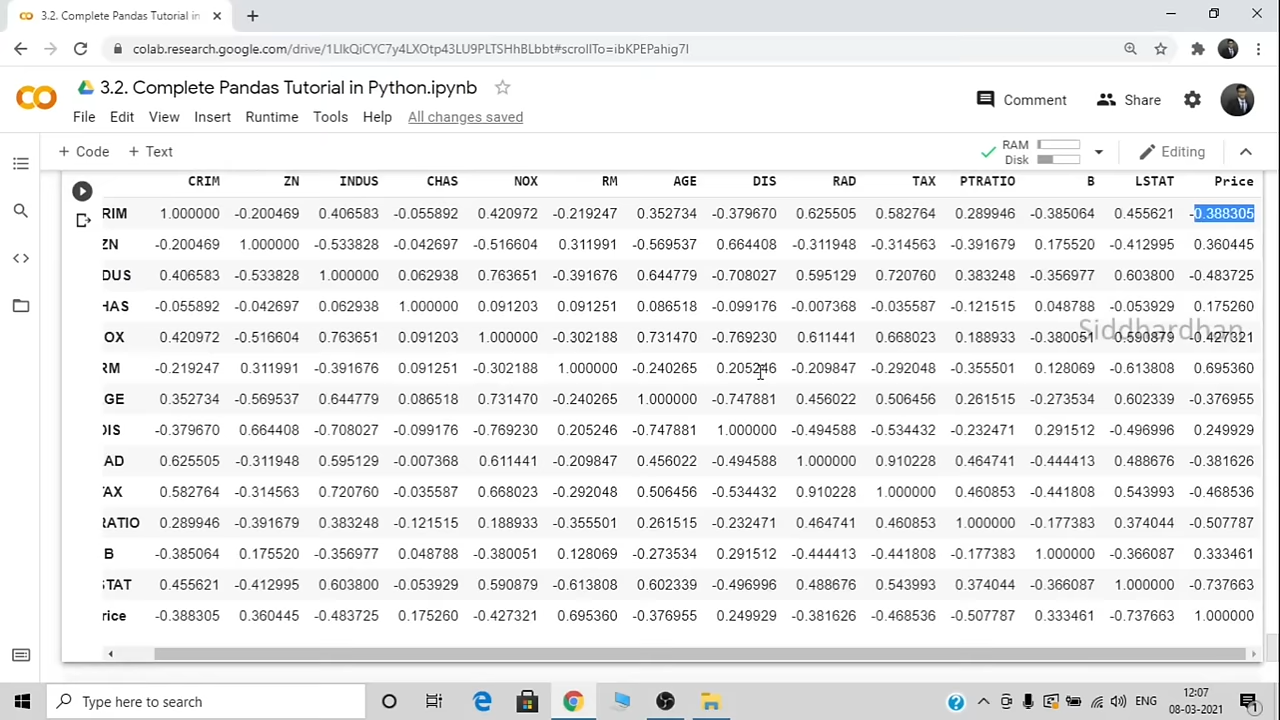 3.2. Complete Pandas Tutorial in
colab.research.google.com/drive/1LlkQiCYC7y4LXOtp43LU9PLTSHhBLbbt#scrollTo=ibKPEPahig7I
3.2. Complete Pandas Tutorial in Python.ipynb
Comment Share
File Edit View Insert Runtime Tools Help All changes saved
+ Code + Text RAM Disk Editing
CRIM ZN INDUS CHAS NOX RM AGE DIS RAD TAX PTRATIO B LSTAT Price
RIM 1.000000 -0.200469 0.406583 -0.055892 0.420972 -0.219247 0.352734 -0.379670 0.625505 0.582764 0.289946 -0.385064 0.455621 -0.388305
ZN -0.200469 1.000000 -0.533828 -0.042697 -0.516604 0.311991 -0.569537 0.664408 -0.311948 -0.314563 -0.391679 0.175520 -0.412995 0.360445
DUS 0.406583 -0.533828 1.000000 0.062938 0.763651 -0.391676 0.644779 -0.708027 0.595129 0.720760 0.383248 -0.356977 0.603800 -0.483725
HAS -0.055892 -0.042697 0.062938 1.000000 0.091203 0.091251 0.086518 -0.099176 -0.007368 -0.035587 -0.121515 0.048788 -0.053929 0.175260
Siddhardhan
OX 0.420972 -0.516604 0.763651 0.091203 1.000000 -0.302188 0.731470 -0.769230 0.611441 0.668023 0.188933 -0.380051 0.590879 -0.427321
RM -0.219247 0.311991 -0.391676 0.091251 -0.302188 1.000000 -0.240265 0.205246 -0.209847 -0.292048 -0.355501 0.128069 -0.613808 0.695360
GE 0.352734 -0.569537 0.644779 0.086518 0.731470 -0.240265 1.000000 -0.747881 0.456022 0.506456 0.261515 -0.273534 0.602339 -0.376955
DIS -0.379670 0.664408 -0.708027 -0.099176 -0.769230 0.205246 -0.747881 1.000000 -0.494588 -0.534432 -0.232471 0.291512 -0.496996 0.249929
AD 0.625505 -0.311948 0.595129 -0.007368 0.611441 -0.209847 0.456022 -0.494588 1.000000 0.910228 0.464741 -0.444413 0.488676 -0.381626
TAX 0.582764 -0.314563 0.720760 -0.035587 0.668023 -0.292048 0.506456 -0.534432 0.910228 1.000000 0.460853 -0.441808 0.543993 -0.468536
RATIO 0.289946 -0.391679 0.383248 -0.121515 0.188933 -0.355501 0.261515 -0.232471 0.464741 0.460853 1.000000 -0.177383 0.374044 -0.507787
B -0.385064 0.175520 -0.356977 0.048788 -0.380051 0.128069 -0.273534 0.291512 -0.444413 -0.441808 -0.177383 1.000000 -0.366087 0.333461
STAT 0.455621 -0.412995 0.603800 -0.053929 0.590879 -0.613808 0.602339 -0.496996 0.488676 0.543993 0.374044 -0.366087 1.000000 -0.737663
rice -0.388305 0.360445 -0.483725 0.175260 -0.427321 0.695360 -0.376955 0.249929 -0.381626 -0.468536 -0.507787 0.333461 -0.737663 1.000000
Type here to search ENG 12:07
08-03-2021